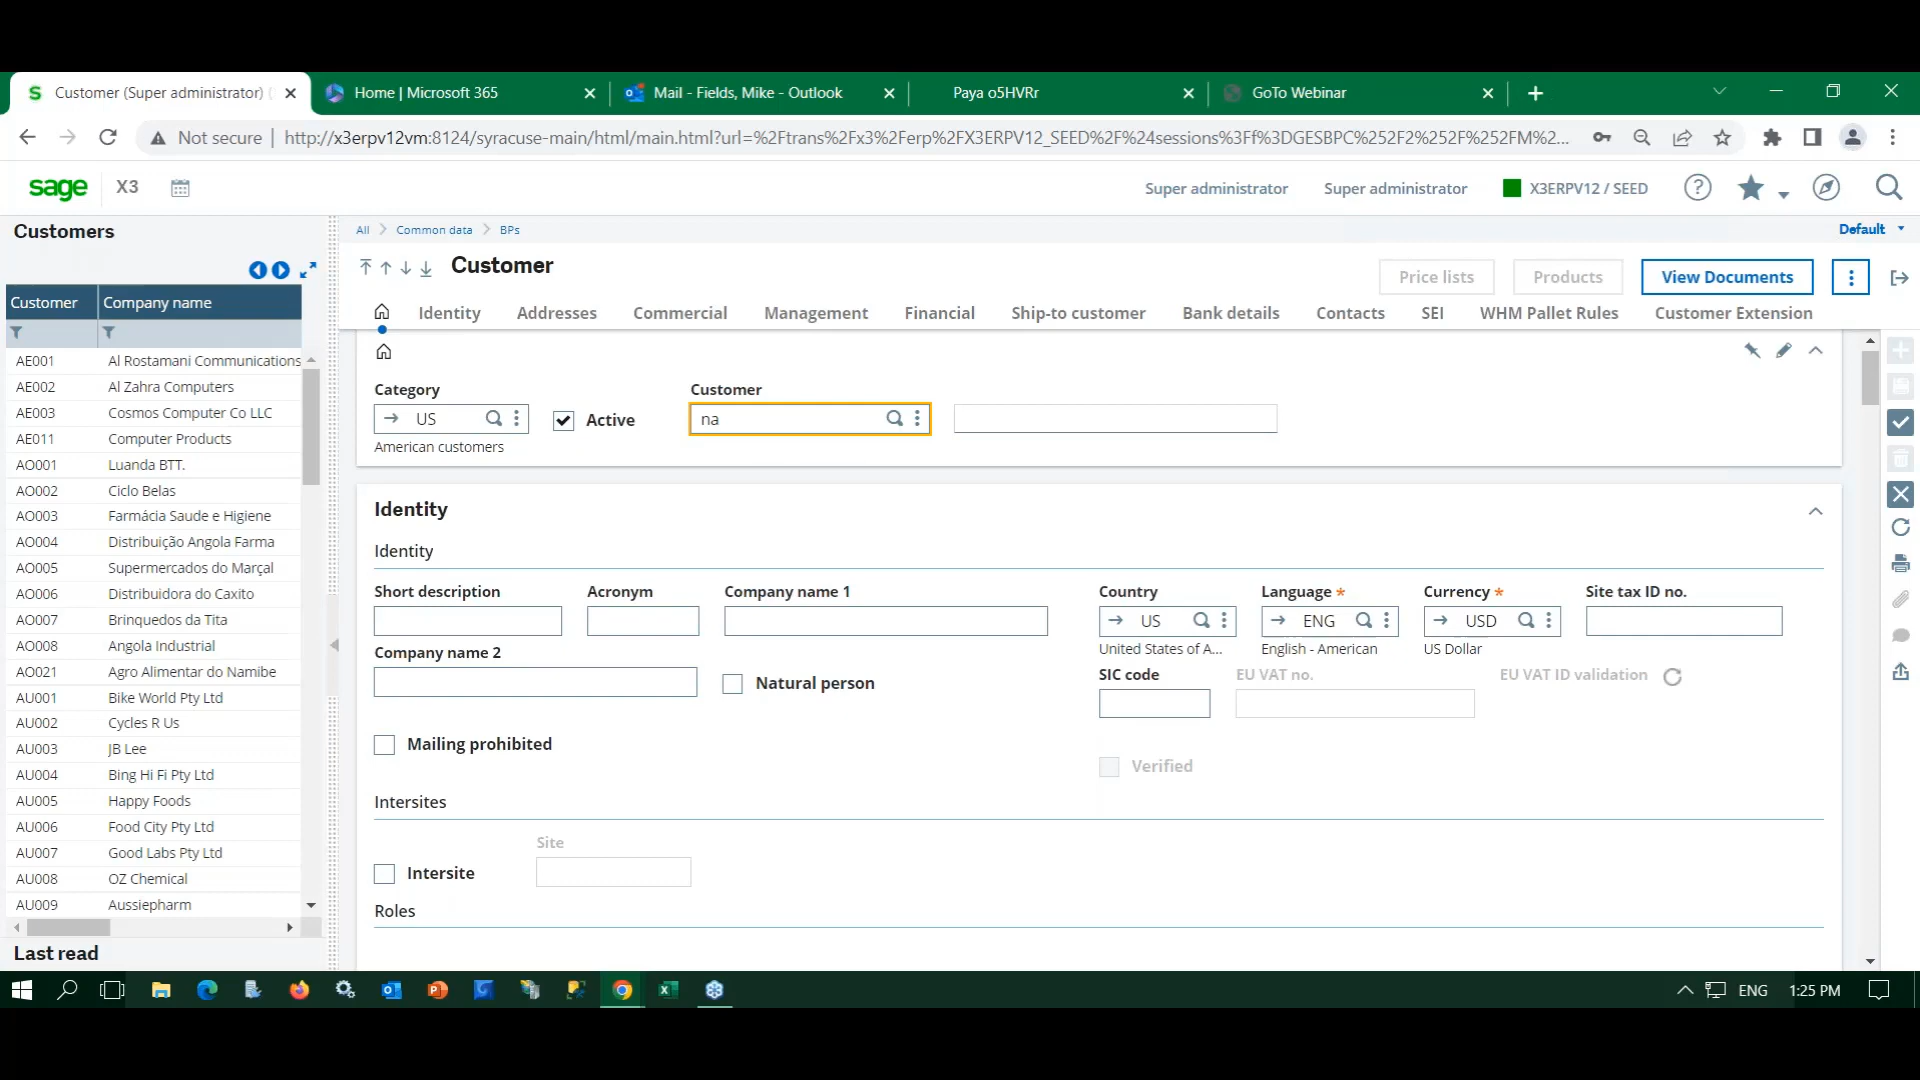 Customer (Super administrator) (
Home | Microsoft 365
Mail - Fields, Mike - Outlook
Paya o5HVRr
GoTo Webinar
Not secure | http://x3erpv12vm:8124/syracuse-main/html/main.html?url=%2Ftrans%2Fx3%2Ferp%2FX3ERPV12_SEED%2F%24sessions%3Ff%3DGESBPC%252F2%252F%252FM%2...
sage X3
Super administrator
Super administrator
X3ERPV12 / SEED
Customers
All
Common data
BPs
Default
Customer
Price lists
Products
View Documents
Identity
Addresses
Commercial
Management
Financial
Ship-to customer
Bank details
Contacts
SEI
WHM Pallet Rules
Customer Extension
Customer Company name
AE001 Al Rostamani Communications
AE002 Al Zahra Computers
AE003 Cosmos Computer Co LLC
AE011 Computer Products
AO001 Luanda BTT.
AO002 Ciclo Belas
AO003 Farmácia Saude e Higiene
AO004 Distribuição Angola Farma
AO005 Supermercados do Marçal
AO006 Distribuidora do Caxito
AO007 Brinquedos da Tita
AO008 Angola Industrial
AO021 Agro Alimentar do Namibe
AU001 Bike World Pty Ltd
AU002 Cycles R Us
AU003 JB Lee
AU004 Bing Hi Fi Pty Ltd
AU005 Happy Foods
AU006 Food City Pty Ltd
AU007 Good Labs Pty Ltd
AU008 OZ Chemical
AU009 Aussiepharm
Last read
Category
US
American customers
Active
Customer
na
Identity
Identity
Short description
Acronym
Company name 1
Country
US
United States of A...
Language *
ENG
English - American
Currency *
USD
US Dollar
Site tax ID no.
Company name 2
Natural person
SIC code
EU VAT no.
EU VAT ID validation
Mailing prohibited
Verified
Intersites
Site
Intersite
Roles
ENG
1:25 PM